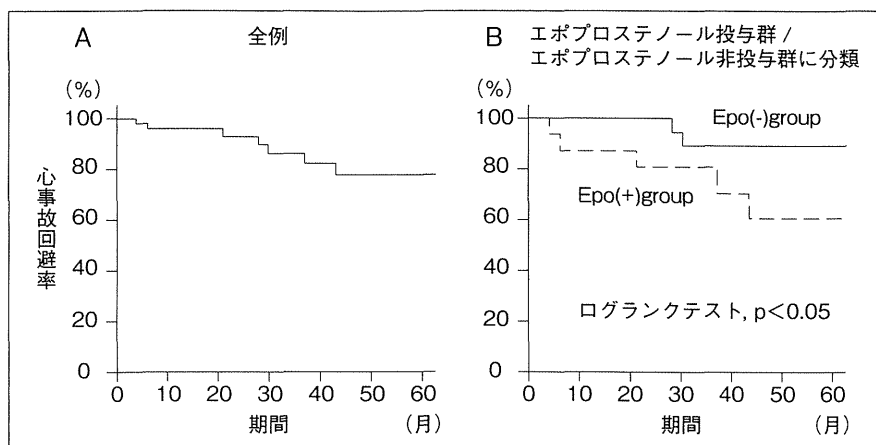 A 全例
(%)
100
80
60
40
20
0
心事故回避率
0 10 20 30 40 50 60
期間 (月)
B エポプロステノール投与群 /
エポプロステノール非投与群に分類
(%)
100
80
60
40
20
0
Epo(-)group
Epo(+)group
ログランクテスト, p<0.05
0 10 20 30 40 50 60
期間 (月)